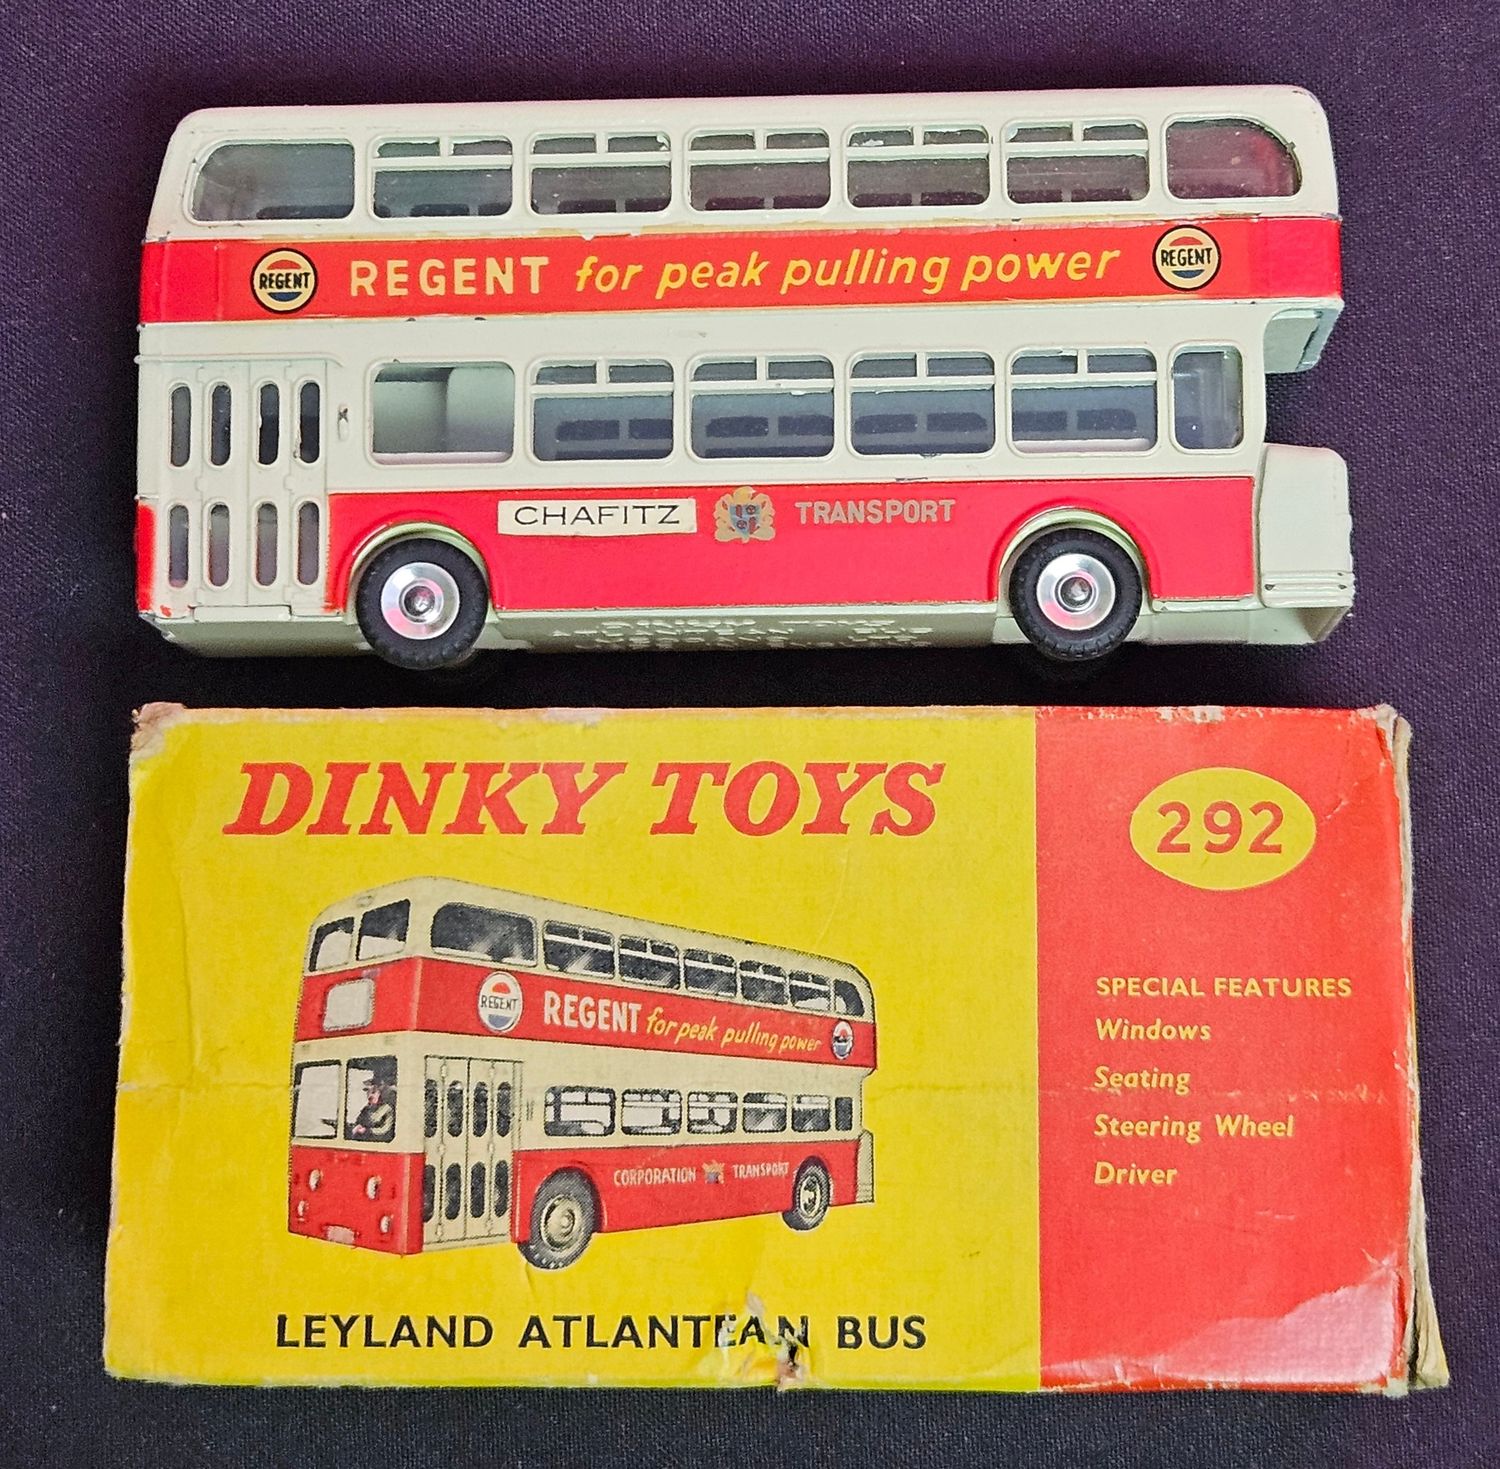 REGENT
REGENT for peak pulling power
REGENT
CHAFITZ TRANSPORT
DINKY TOYS
292
REGENT
REGENT for peak pulling power
CORPORATION TRANSPORT
LEYLAND ATLANTEAN BUS
SPECIAL FEATURES
Windows
Seating
Steering Wheel
Driver